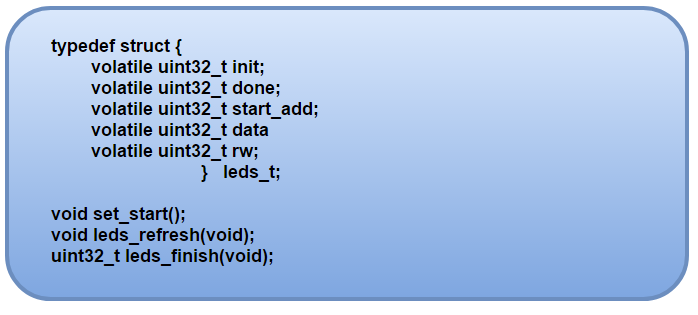 typedef struct {
volatile uint32_t init;
volatile uint32_t done;
volatile uint32_t start_add;
volatile uint32_t data
volatile uint32_t rw;
} leds_t;
void set_start();
void leds_refresh(void);
uint32_t leds_finish(void);